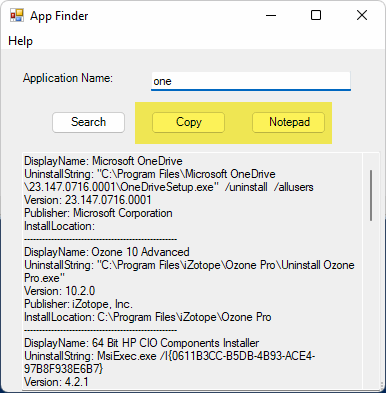 App Finder
Help
Application Name: one
Search Copy Notepad
DisplayName: Microsoft OneDrive
UninstallString: "C:\Program Files\Microsoft OneDrive
\23.147.0716.0001\OneDriveSetup.exe"  /uninstall  /allusers
Version: 23.147.0716.0001
Publisher: Microsoft Corporation
InstallLocation:
---------------------------------------------------
DisplayName: Ozone 10 Advanced
UninstallString: "C:\Program Files\iZotope\Ozone Pro\Uninstall Ozone
Pro.exe"
Version: 10.2.0
Publisher: iZotope, Inc.
InstallLocation: C:\Program Files\iZotope\Ozone Pro
---------------------------------------------------
DisplayName: 64 Bit HP CIO Components Installer
UninstallString: MsiExec.exe /I{0611B3CC-B5DB-4B93-ACE4-
97B8F938E6B7}
Version: 4.2.1